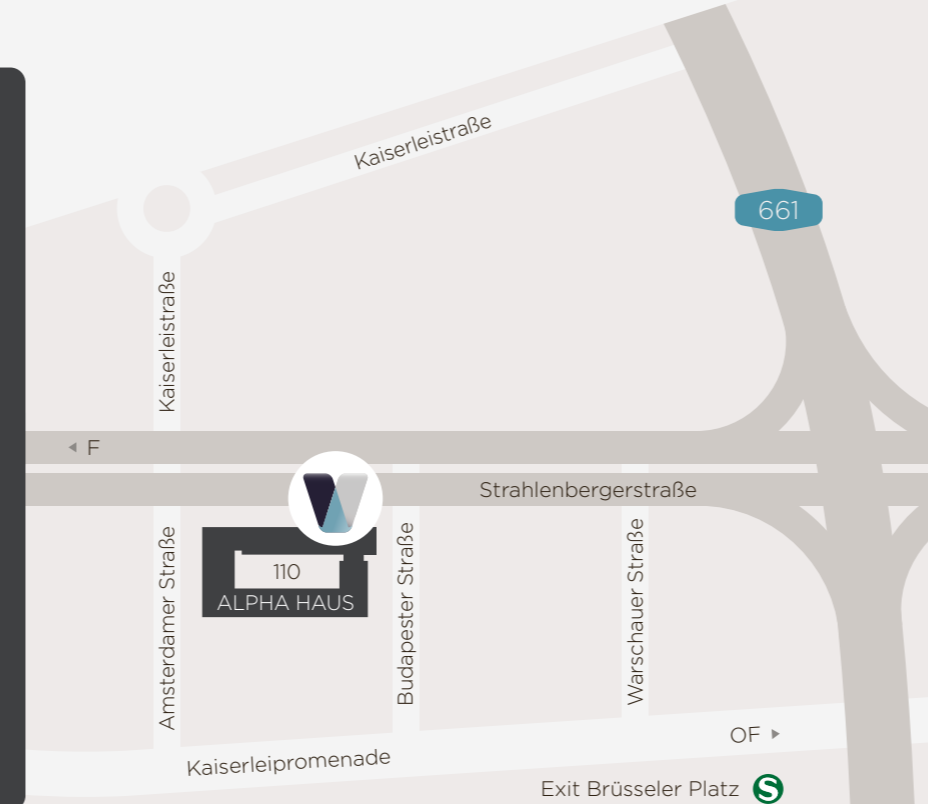 Kaiserleistraße
661
Kaiserleistraße
F
Strahlenbergerstraße
Amsterdamer Straße
110
ALPHA HAUS
Budapester Straße
Warschauer Straße
OF
Kaiserleipromenade
Exit Brüsseler Platz S